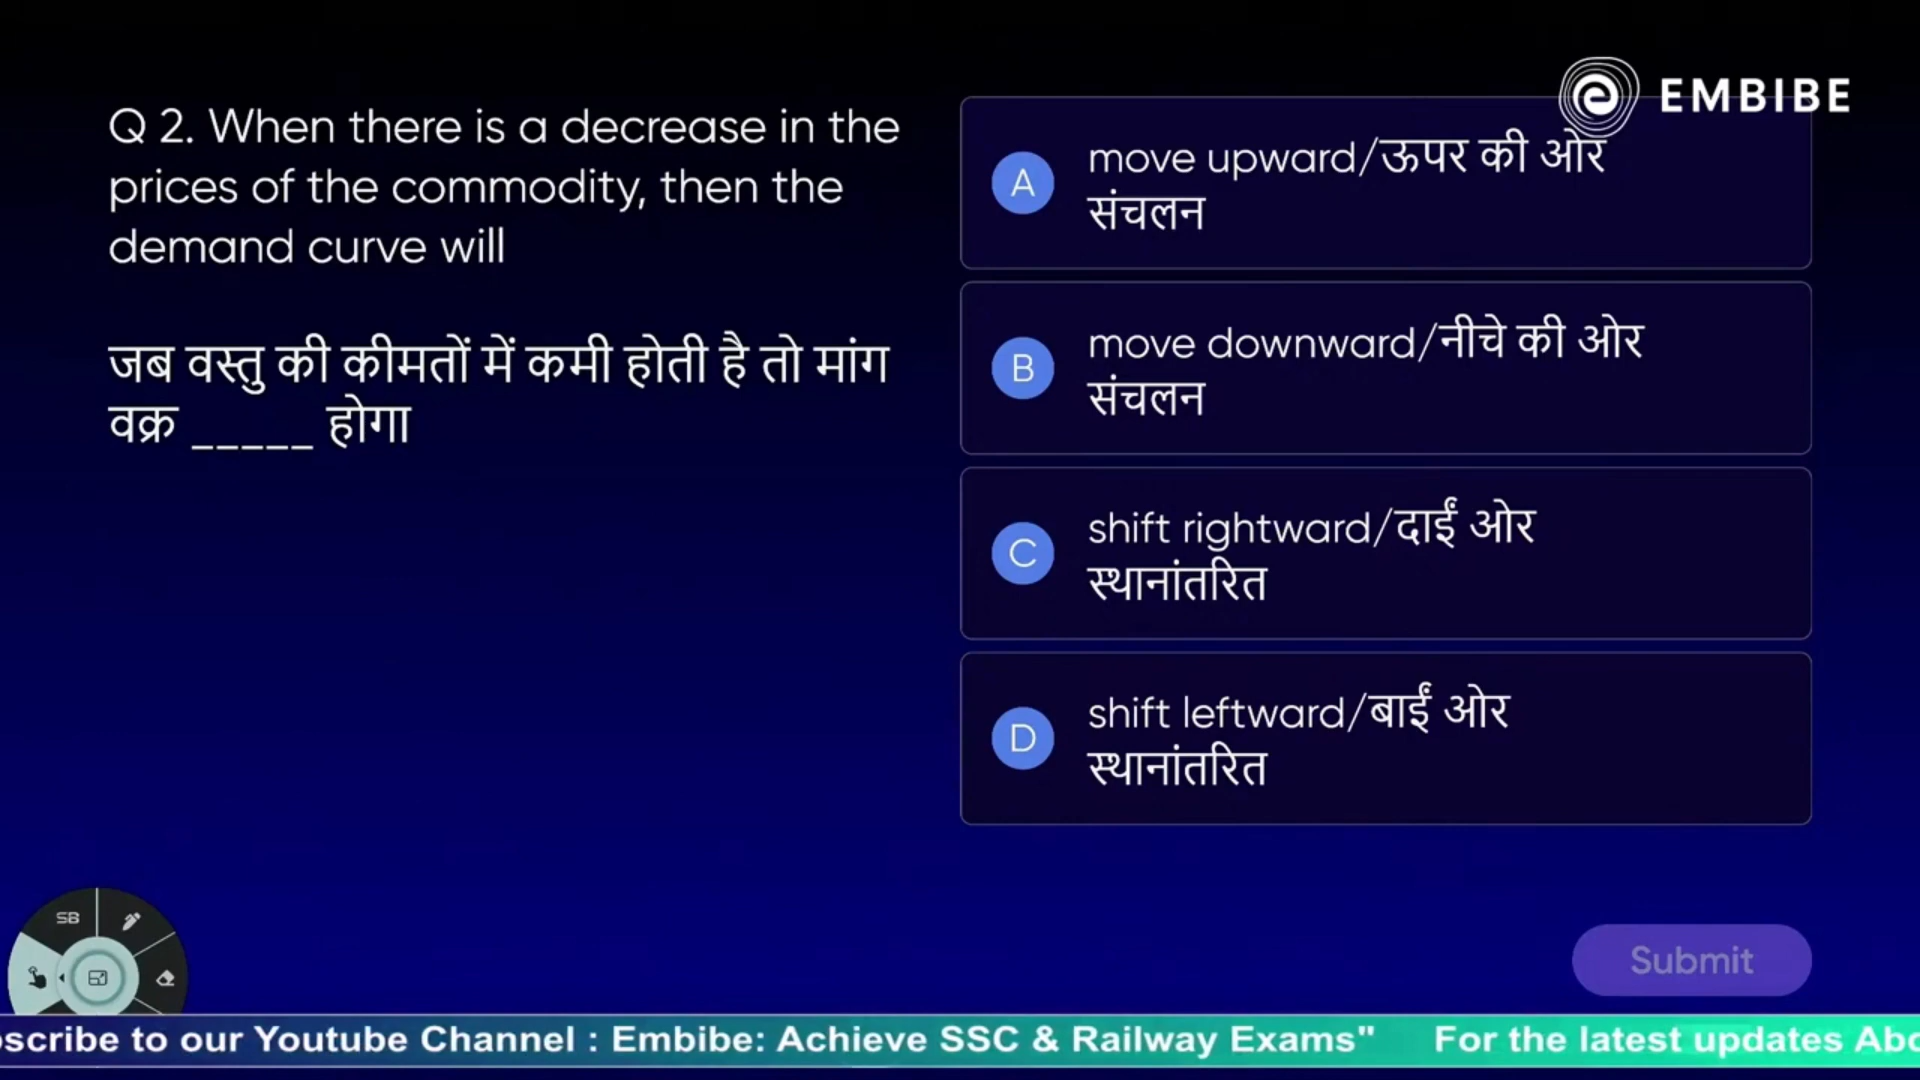 EMBIBE
Q 2. When there is a decrease in the
prices of the commodity, then the
demand curve will
जब वस्तु की कीमतों में कमी होती है तो मांग
वक्र _____ होगा
A
move upward/ऊपर की ओर
संचलन
B
move downward/नीचे की ओर
संचलन
C
shift rightward/दाईं ओर
स्थानांतरित
D
shift leftward/बाईं ओर
स्थानांतरित
SB
Submit
scribe to our Youtube Channel : Embibe: Achieve SSC & Railway Exams" For the latest updates Abo